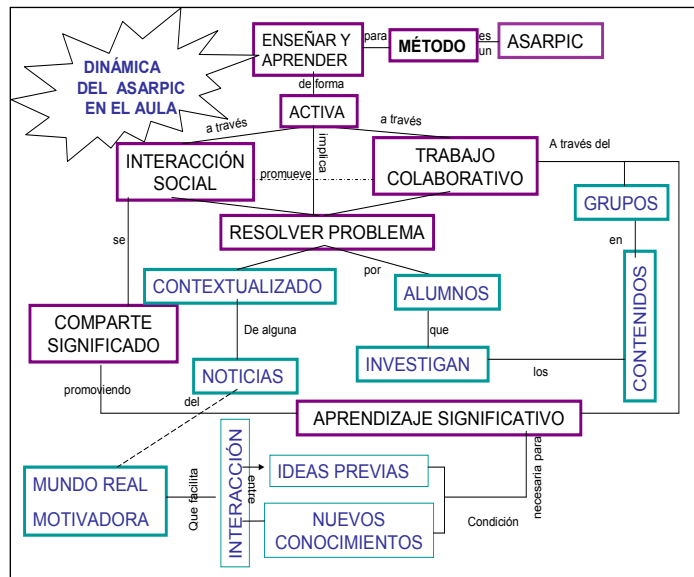 DINÁMICA
DEL ASARPIC
EN EL AULA
ENSEÑAR Y
APRENDER
para
MÉTODO
es
un
ASARPIC
de forma
ACTIVA
a través
a través
implica
INTERACCIÓN
SOCIAL
promueve
TRABAJO
COLABORATIVO
A través del
GRUPOS
RESOLVER PROBLEMA
se
en
por
CONTEXTUALIZADO
ALUMNOS
CONTENIDOS
COMPARTE
SIGNIFICADO
De alguna
que
NOTICIAS
INVESTIGAN
los
promoviendo
del
APRENDIZAJE SIGNIFICATIVO
MUNDO REAL
MOTIVADORA
Que facilita
INTERACCIÓN
entre
IDEAS PREVIAS
NUEVOS
CONOCIMIENTOS
Condición
necesaria para